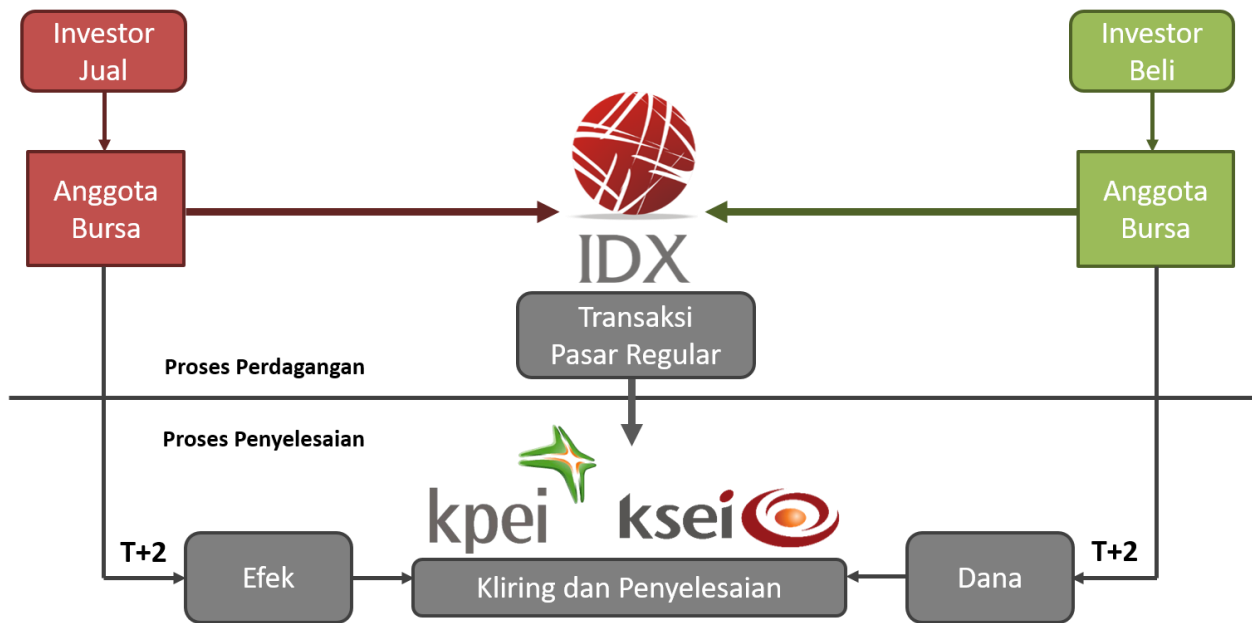 Investor
Jual
Investor
Beli
Anggota
Bursa
Anggota
Bursa
IDX
Transaksi
Pasar Regular
Proses Perdagangan
Proses Penyelesaian
kpei
ksei
T+2
Efek
Kliring dan Penyelesaian
Dana
T+2